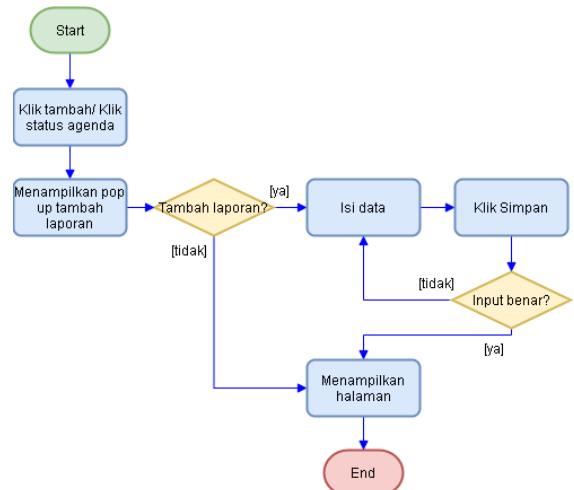 Start
Klik tambah/ Klik
status agenda
Menampilkan pop
up tambah
laporan
Tambah laporan?
[ya]
Isi data
Klik Simpan
[tidak]
[tidak]
Input benar?
[ya]
Menampilkan
halaman
End